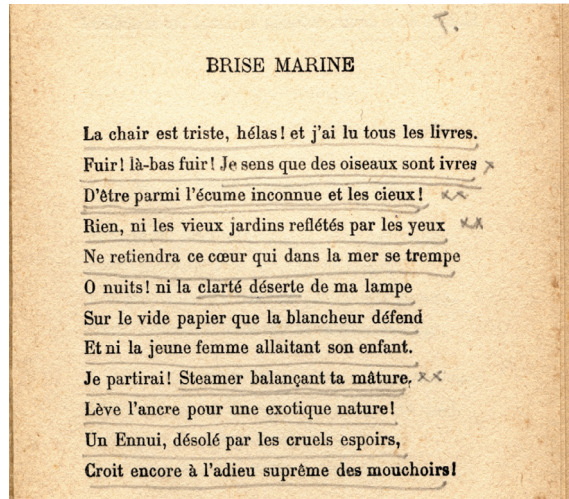 T.
BRISE MARINE
La chair est triste, hélas! et j'ai lu tous les livres.
Fuir! là-bas fuir! Je sens que des oiseaux sont ivres
D'être parmi l'écume inconnue et les cieux!
Rien, ni les vieux jardins reflétés par les yeux
Ne retiendra ce cœur qui dans la mer se trempe
O nuits! ni la clarté déserte de ma lampe
Sur le vide papier que la blancheur défend
Et ni la jeune femme allaitant son enfant.
Je partirai! Steamer balançant ta mâture,
Lève l'ancre pour une exotique nature!
Un Ennui, désolé par les cruels espoirs,
Croit encore à l'adieu suprême des mouchoirs!